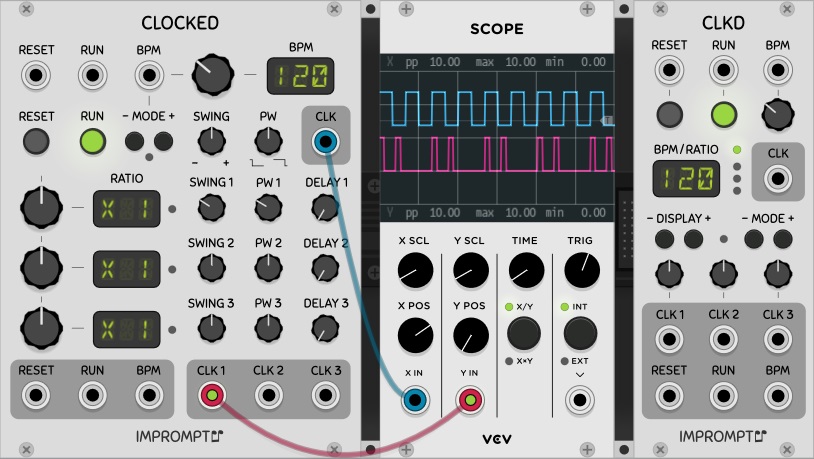 CLOCKED
RESET RUN BPM
BPM
120
RESET RUN - MODE + SWING PW CLK
- +
RATIO
SWING 1 PW 1 DELAY 1
X 1
SWING 2 PW 2 DELAY 2
X 1
SWING 3 PW 3 DELAY 3
X 1
RESET RUN BPM CLK 1 CLK 2 CLK 3
IMPROMPTU
SCOPE
X pp 10.00 max 10.00 min 0.00
T
Y pp 10.00 max 10.00 min 0.00
X SCL Y SCL TIME TRIG
X POS Y POS X/Y INT
X×Y EXT
X IN Y IN
VCV
CLKD
RESET RUN BPM
BPM/RATIO
120
CLK
- DISPLAY + - MODE +
CLK 1 CLK 2 CLK 3
RESET RUN BPM
IMPROMPTU